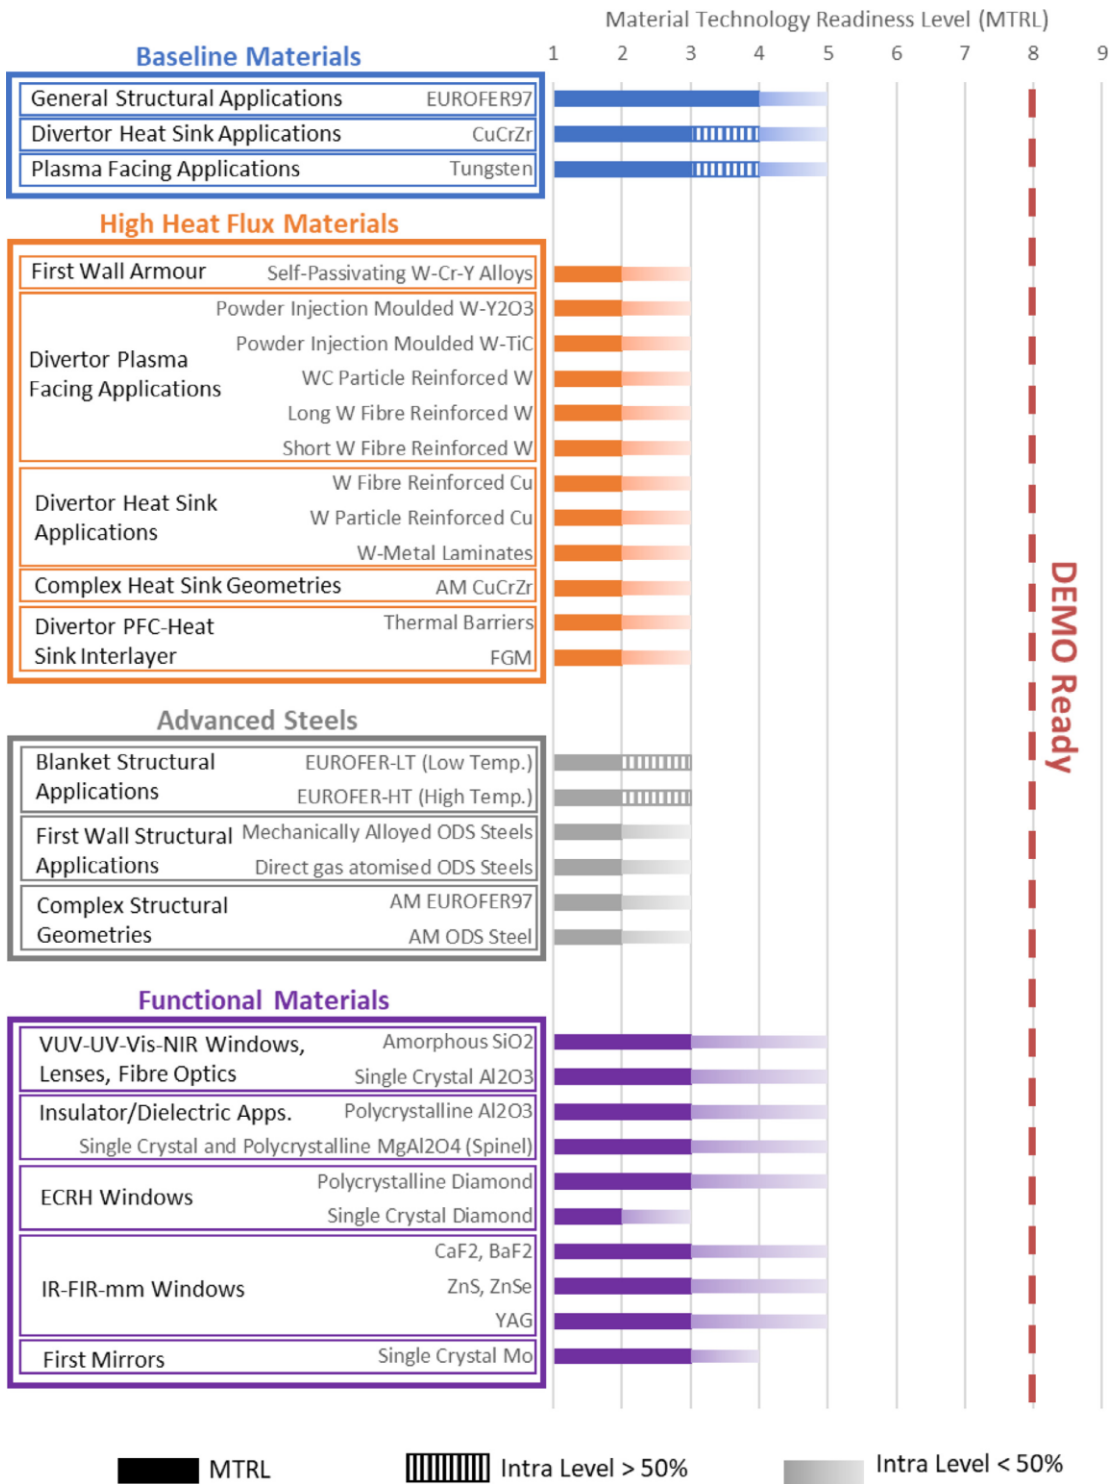 Material Technology Readiness Level (MTRL)
1 2 3 4 5 6 7 8 9
Baseline Materials
General Structural Applications EUROFER97
Divertor Heat Sink Applications CuCrZr
Plasma Facing Applications Tungsten
High Heat Flux Materials
First Wall Armour Self-Passivating W-Cr-Y Alloys
Divertor Plasma
Facing Applications
Powder Injection Moulded W-Y2O3
Powder Injection Moulded W-TiC
WC Particle Reinforced W
Long W Fibre Reinforced W
Short W Fibre Reinforced W
Divertor Heat Sink
Applications
W Fibre Reinforced Cu
W Particle Reinforced Cu
W-Metal Laminates
Complex Heat Sink Geometries AM CuCrZr
Divertor PFC-Heat
Sink Interlayer
Thermal Barriers
FGM
DEMO Ready
Advanced Steels
Blanket Structural
Applications
EUROFER-LT (Low Temp.)
EUROFER-HT (High Temp.)
First Wall Structural
Applications
Mechanically Alloyed ODS Steels
Direct gas atomised ODS Steels
Complex Structural
Geometries
AM EUROFER97
AM ODS Steel
Functional Materials
VUV-UV-Vis-NIR Windows,
Lenses, Fibre Optics
Amorphous SiO2
Single Crystal Al2O3
Insulator/Dielectric Apps. Polycrystalline Al2O3
Single Crystal and Polycrystalline MgAl2O4 (Spinel)
ECRH Windows
Polycrystalline Diamond
Single Crystal Diamond
IR-FIR-mm Windows
CaF2, BaF2
ZnS, ZnSe
YAG
First Mirrors Single Crystal Mo
MTRL
Intra Level > 50%
Intra Level < 50%